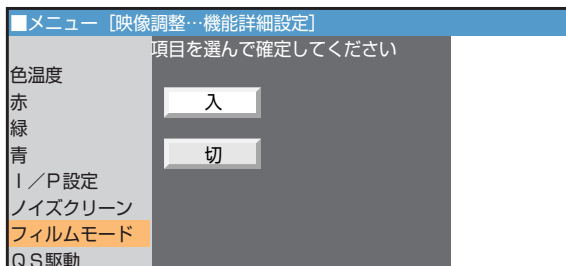 ■メニュー［映像調整…機能詳細設定］
項目を選んで確定してください
色温度
赤
入
緑
青
切
Ｉ／Ｐ設定
ノイズクリーン
フィルムモード
ＱＳ駆動